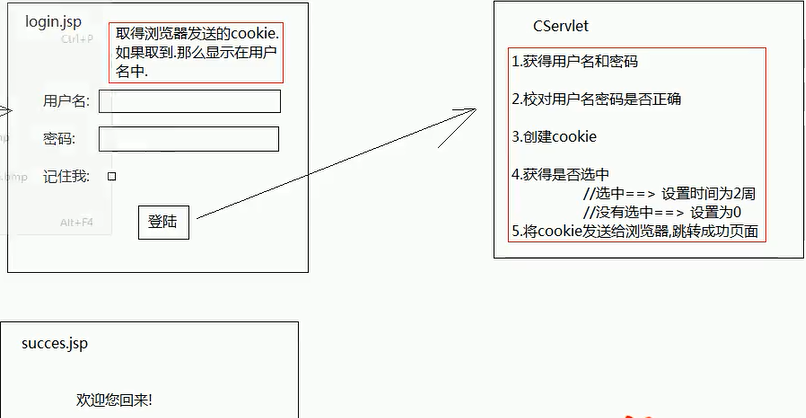 login.jsp
Ctrl+P
取得浏览器发送的cookie.
如果取到.那么显示在用户
名中.
用户名:
密码:
记住我:
.bmp
Alt+F4
登陆
CServlet
1.获得用户名和密码
2.校对用户名密码是否正确
3.创建cookie
4.获得是否选中
//选中==> 设置时间为2周
//没有选中==> 设置为0
5.将cookie发送给浏览器,跳转成功页面
succes.jsp
欢迎您回来!